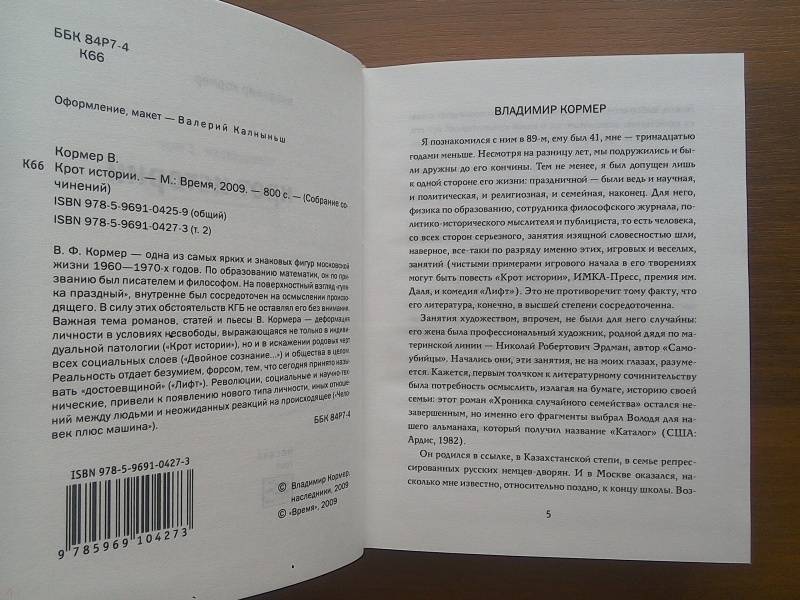 ББК 84Р7-4
К66
Оформление, макет — Валерий Калныньш
Кормер В.
К66
Крот истории. — М.: Время, 2009. — 800 с. — (Собрание со-
чинений)
ISBN 978-5-9691-0425-9 (общий)
ISBN 978-5-9691-0427-3 (т. 2)
В. Ф. Кормер — одна из самых ярких и знаковых фигур московской
жизни 1960—1970-х годов. По образованию математик, он по при-
званию был писателем и философом. На поверхностный взгляд «гуля-
ка праздный», внутренне был сосредоточен на осмыслении происхо-
дящего. В силу этих обстоятельств КГБ не оставлял его без внимания.
Важная тема романов, статей и пьесы В. Кормера — деформация
личности в условиях несвободы, выражающаяся не только в индиви-
дуальной патологии («Крот истории»), но и в искажении родовых черт
всех социальных слоев («Двойное сознание...») и общества в целом.
Реальность отдает безумием, форсом, тем, что сегодня принято назы-
вать «достоевщиной» («Лифт»). Революции, социальные и научно-тех-
нические, привели к появлению нового типа личности, иных отноше-
ний между людьми и неожиданных реакций на происходящее («Чело-
век плюс машина»).
ББК 84Р7-4
ISBN 978-5-9691-0427-3
9 785969 104273
© Владимир Кормер,
наследники, 2009
© «Время», 2009
ВЛАДИМИР КОРМЕР
Я познакомился с ним в 89-м, ему был 41, мне — тринадцатью
годами меньше. Несмотря на разницу лет, мы подружились и бы-
ли дружны до его кончины. Тем не менее, я был допущен лишь
к одной стороне его жизни: праздничной — были ведь и научная,
и политическая, и религиозная, и семейная, наконец. Для него,
физика по образованию, сотрудника философского журнала, по-
литико-исторического мыслителя и публициста, то есть человека,
со всех сторон серьезного, занятия изящной словесностью шли,
наверное, все-таки по разряду именно этих, игровых и веселых,
занятий (чистыми примерами игрового начала в его творениях
могут быть повесть «Крот истории», ИМКА-Пресс, премия им.
Даля, и комедия «Лифт»). Это не противоречит тому факту, что
его литература, конечно, в высшей степени сосредоточенна.
Занятия художеством, впрочем, не были для него случайны:
его жена была профессиональный художник, родной дядя по ма-
теринской линии — Николай Робертович Эрдман, автор «Само-
убийцы». Начались они, эти занятия, не на моих глазах, разумет-
ся. Кажется, первым толчком к литературному сочинительству
была потребность осмыслить, излагая на бумаге, историю своей
семьи: этот роман «Хроника случайного семейства» остался не-
завершенным, но именно его фрагменты выбрал Володя для на-
шего альманаха, который получил название «Каталог» (США:
Ардис, 1982).
Он родился в ссылке, в Казахстанской степи, в семье репрес-
сированных русских немцев-дворян. И в Москве оказался, на-
сколько мне известно, относительно поздно, к концу школы. Воз-
5